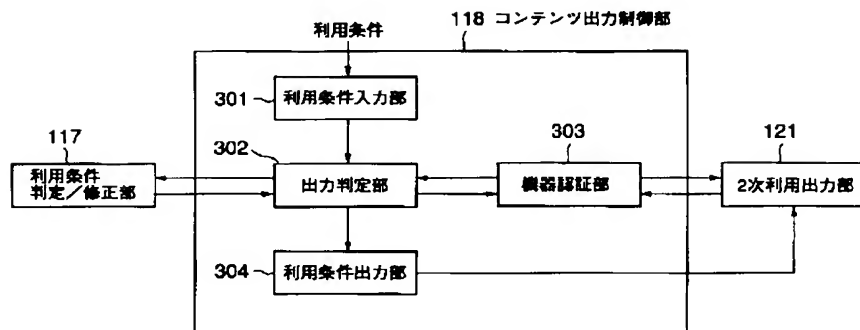 118 コンテンツ出力制御部
利用条件
301
利用条件入力部
117
302
303
121
利用条件
判定／修正部
出力判定部
機器認証部
2次利用出力部
304
利用条件出力部